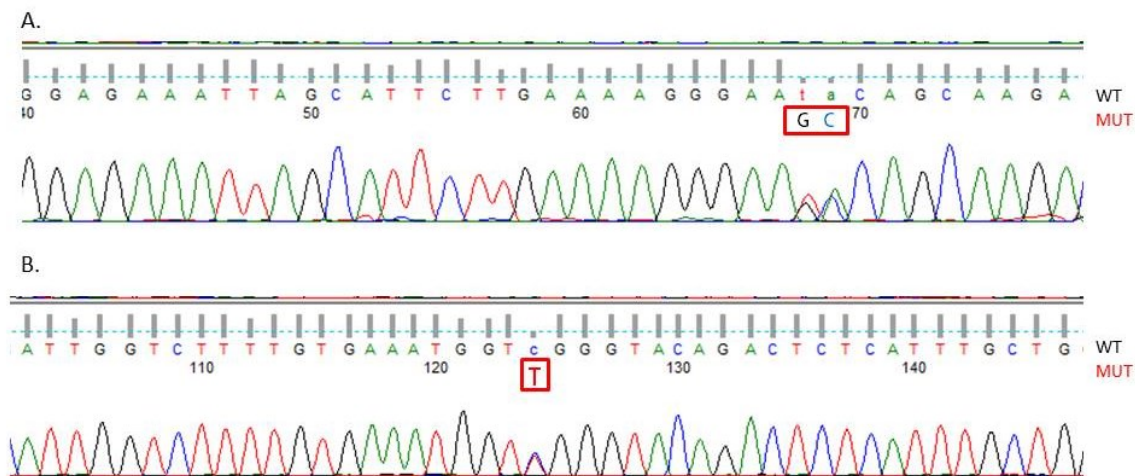 A.
G G A G A A A T T A G C A T T C T T G A A A A G G G A A t a C A G C A A G A WT
40 50 60 70
G C MUT
B.
A T T G G T C T T T T G T G A A A T G G T c G G G T A C A G A C T C T C A T T T G C T G WT
110 120 130 140
T MUT